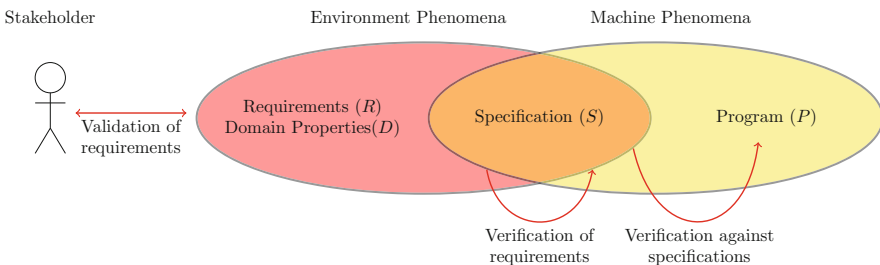 Stakeholder
Environment Phenomena
Machine Phenomena
Requirements (R)
Domain Properties(D)
Specification (S)
Program (P)
Validation of
requirements
Verification of
requirements
Verification against
specifications